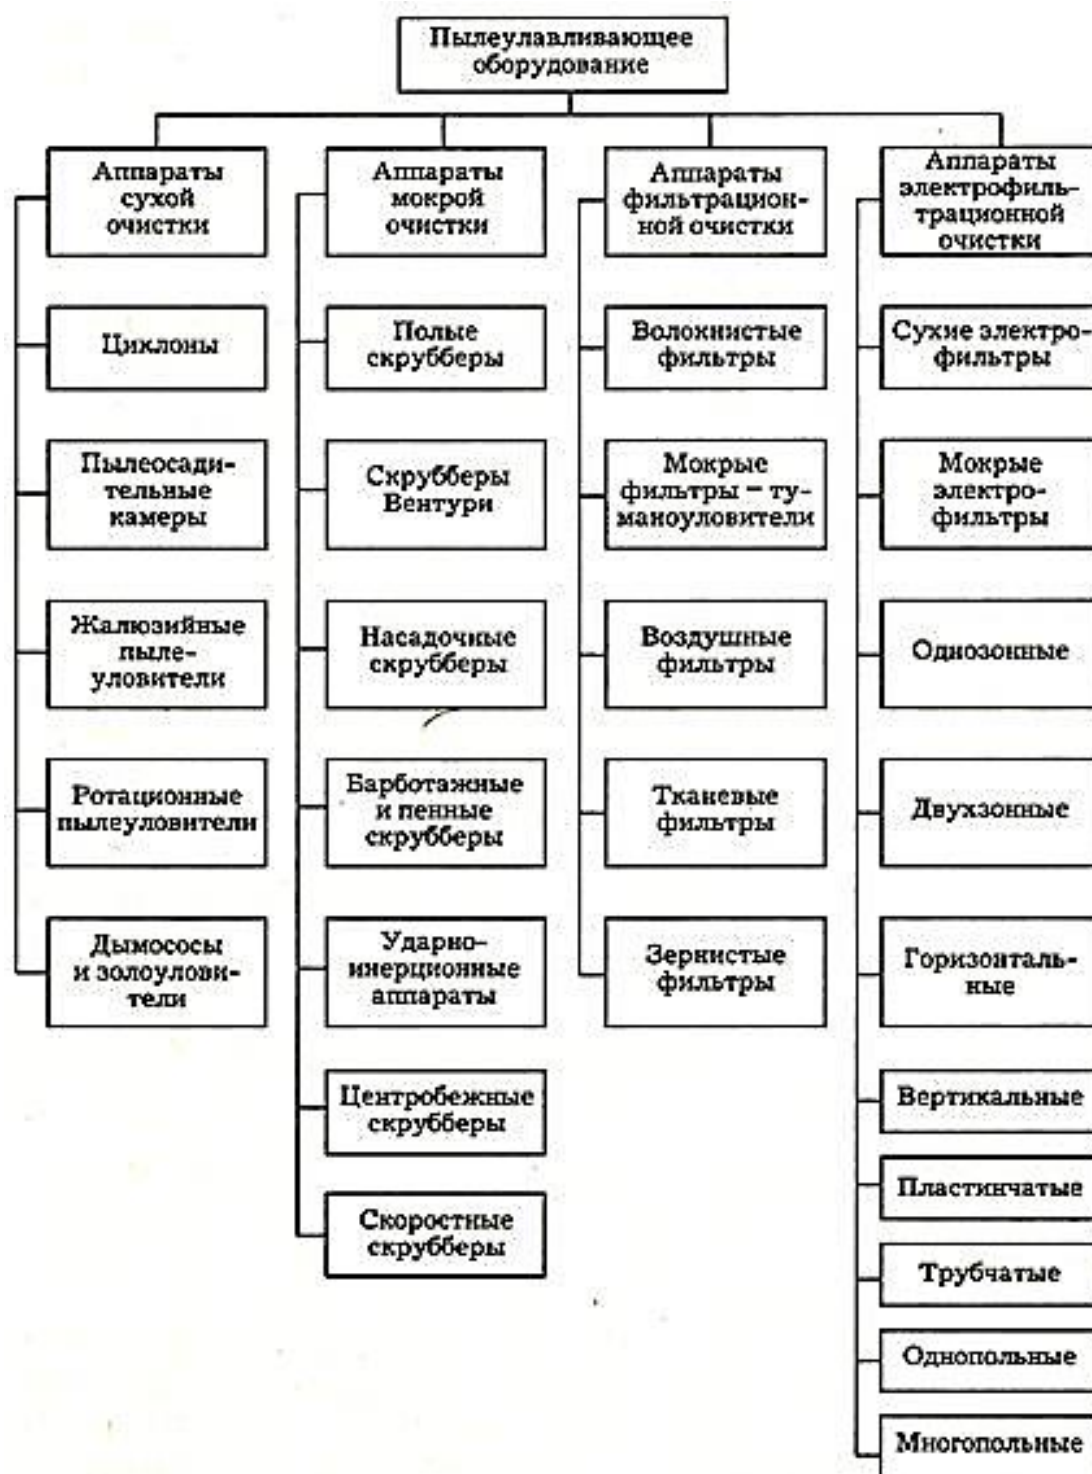 Пылеулавливающее
оборудование
Аппараты
сухой
очистки
Циклоны
Пылеосади-
тельные
камеры
Жалюзийные
пыле-
уловители
Ротационные
пылеуловители
Дымососы
и золоулови-
тели
Аппараты
мокрой
очистки
Полые
скрубберы
Скрубберы
Вентури
Насадочные
скрубберы
Барботажные
и пенные
скрубберы
Ударно-
инерционные
аппараты
Центробежные
скрубберы
Скоростные
скрубберы
Аппараты
фильтрацион-
ной очистки
Волокнистые
фильтры
Мокрые
фильтры – ту-
маноуловители
Воздушные
фильтры
Тканевые
фильтры
Зернистые
фильтры
Аппараты
электрофиль-
трационной
очистки
Сухие электро-
фильтры
Мокрые
электро-
фильтры
Однозонные
Двухзонные
Горизонталь-
ные
Вертикальные
Пластинчатые
Трубчатые
Однопольные
Многопольные